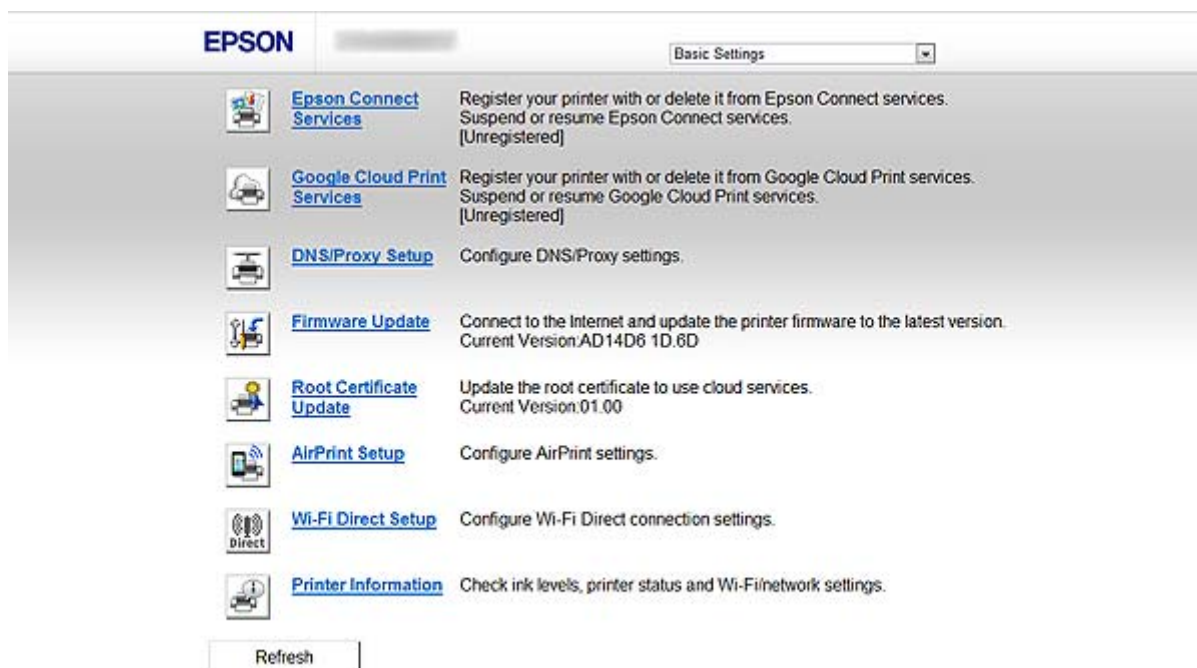 EPSON
Basic Settings
Epson Connect Services
Register your printer with or delete it from Epson Connect services.
Suspend or resume Epson Connect services.
[Unregistered]
Google Cloud Print Services
Register your printer with or delete it from Google Cloud Print services.
Suspend or resume Google Cloud Print services.
[Unregistered]
DNS/Proxy Setup
Configure DNS/Proxy settings.
Firmware Update
Connect to the Internet and update the printer firmware to the latest version.
Current Version:AD14D6 1D.6D
Root Certificate Update
Update the root certificate to use cloud services.
Current Version:01.00
AirPrint Setup
Configure AirPrint settings.
Direct
Wi-Fi Direct Setup
Configure Wi-Fi Direct connection settings.
Printer Information
Check ink levels, printer status and Wi-Fi/network settings.
Refresh